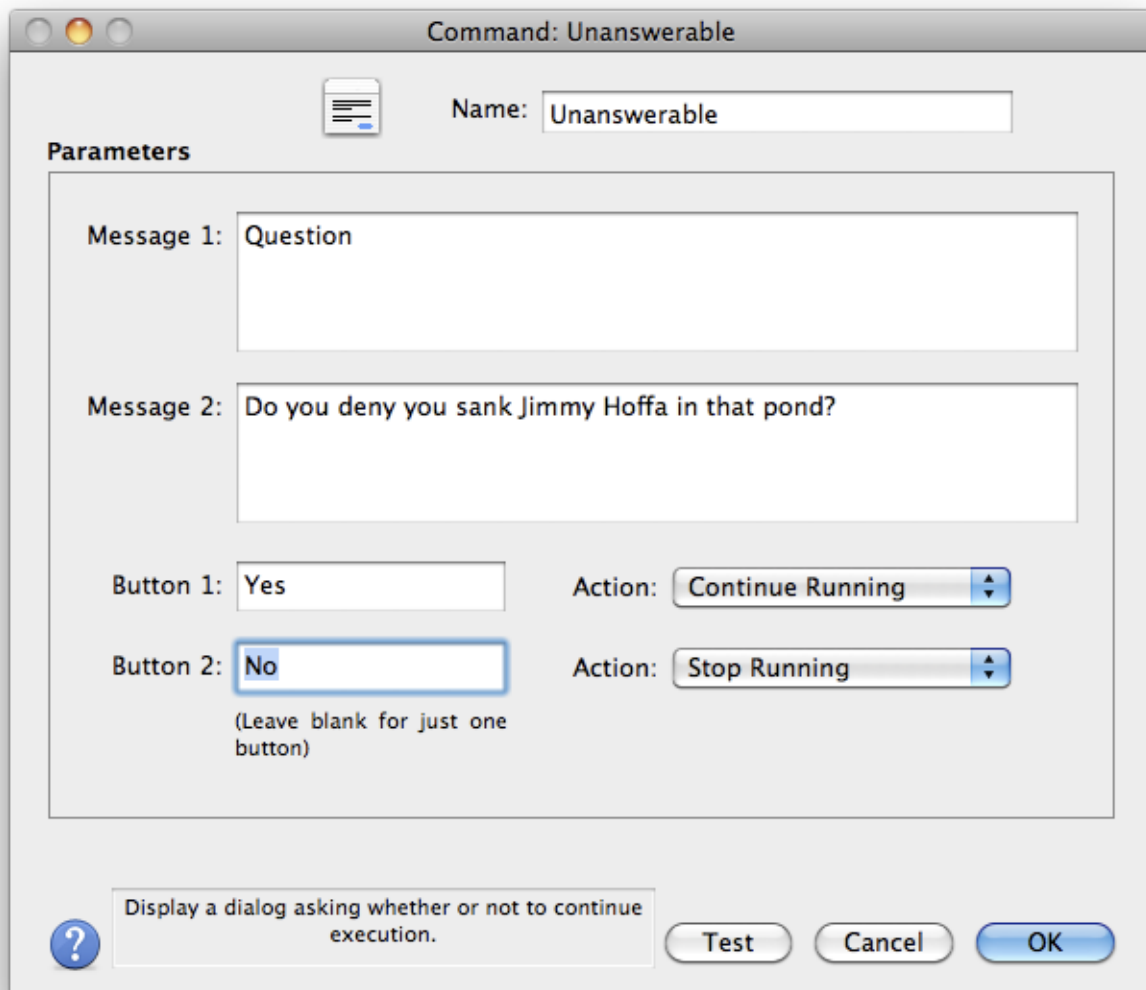 Command: Unanswerable
Name: Unanswerable
Parameters
Message 1: Question
Message 2: Do you deny you sank Jimmy Hoffa in that pond?
Button 1: Yes Action: Continue Running
Button 2: No Action: Stop Running
(Leave blank for just one
button)
Display a dialog asking whether or not to continue
execution.
? Test Cancel OK